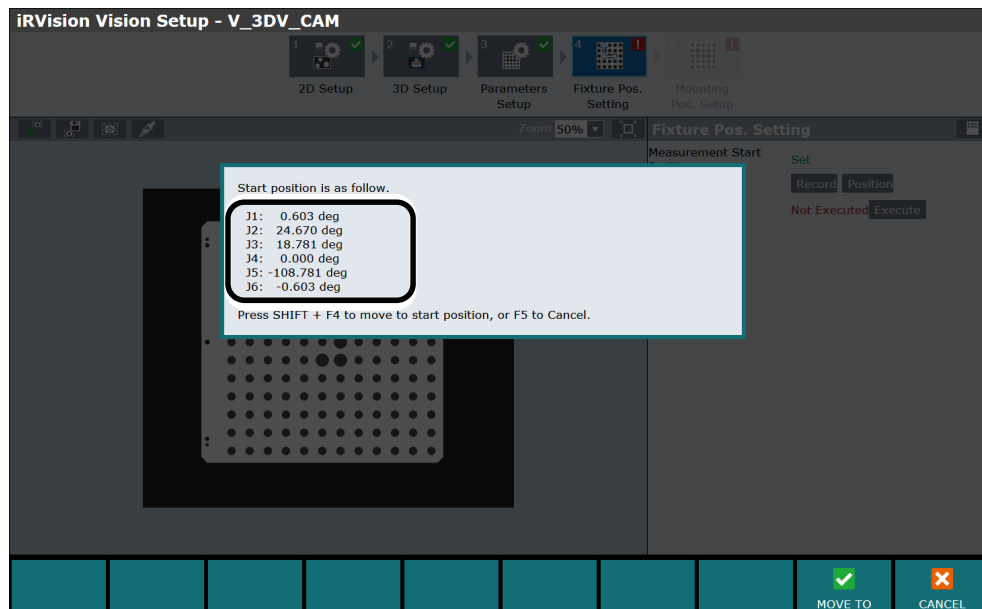 iRVision Vision Setup - V_3DV_CAM
1
2
3
4
2D Setup
3D Setup
Parameters
Setup
Fixture Pos.
Setting
Mounting
Pos. Setup
Zoom 50%
Fixture Pos. Setting
Measurement Start
Set
Record Position
Not Executed Execute
Start position is as follow.
J1: 0.603 deg
J2: 24.670 deg
J3: 18.781 deg
J4: 0.000 deg
J5: -108.781 deg
J6: -0.603 deg
Press SHIFT + F4 to move to start position, or F5 to Cancel.
MOVE TO
CANCEL